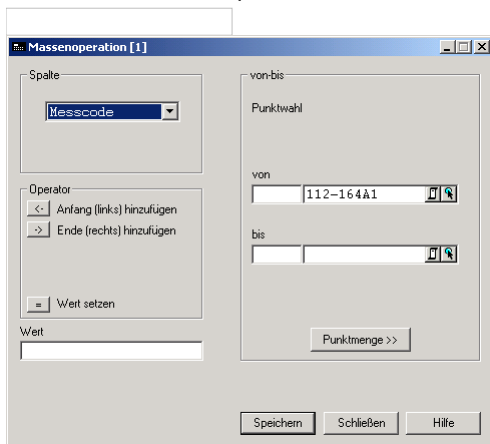 Massenoperation [1]
Spalte
Messcode
Operator
<- Anfang (links) hinzufügen
-> Ende (rechts) hinzufügen
= Wert setzen
Wert
von-bis
Punktwahl
von
112-164A1
bis
Punktmenge >>
Speichern Schließen Hilfe